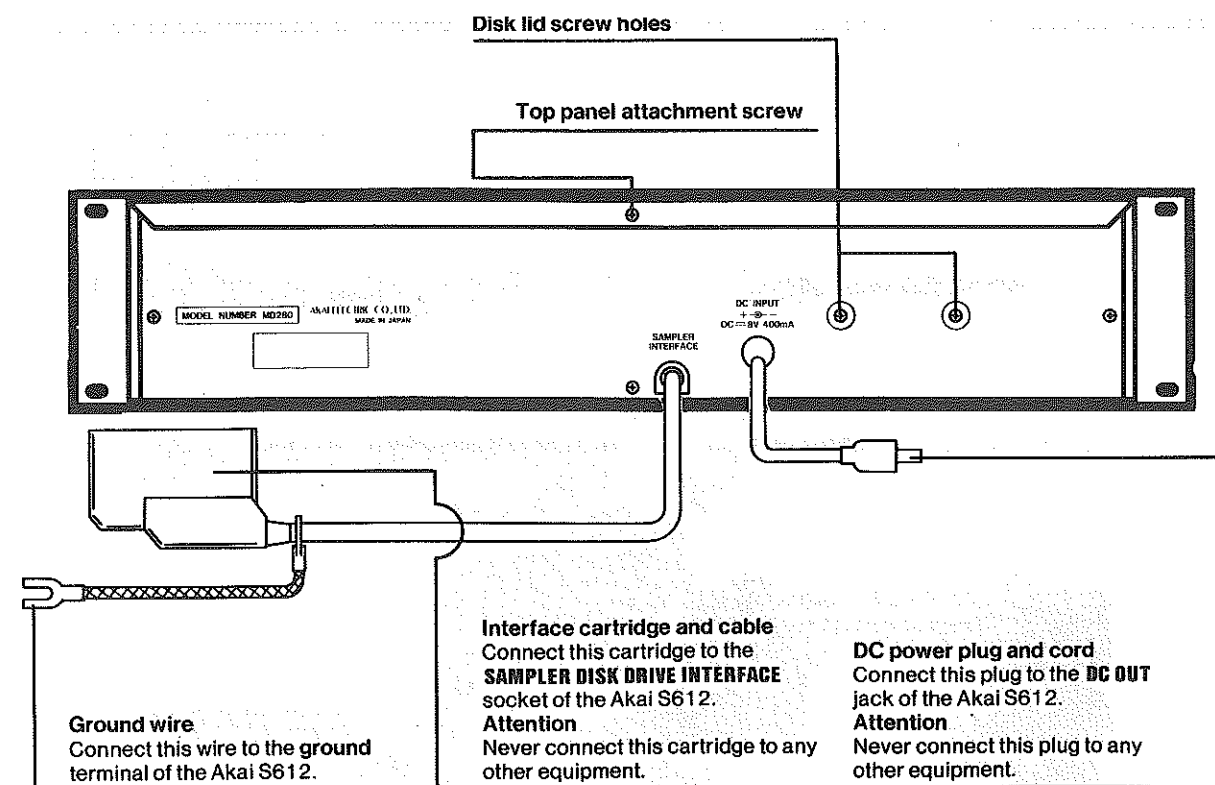 Disk lid screw holes
Top panel attachment screw
MODEL NUMBER MD280
AKAI ELECTRIC CO., LTD.
MADE IN JAPAN
SAMPLER
INTERFACE
DC INPUT
+ -
DC 8V 400mA
Ground wire
Connect this wire to the ground
terminal of the Akai S612.
Interface cartridge and cable
Connect this cartridge to the
SAMPLER DISK DRIVE INTERFACE
socket of the Akai S612.
Attention
Never connect this cartridge to any
other equipment.
DC power plug and cord
Connect this plug to the DC OUT
jack of the Akai S612.
Attention
Never connect this plug to any
other equipment.